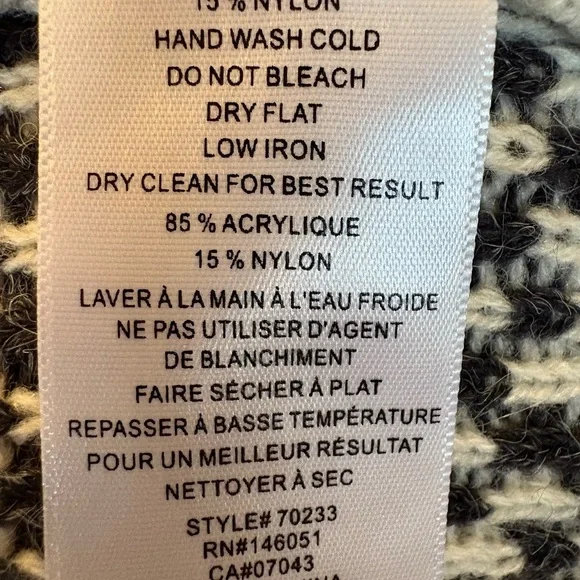 15 % NYLON
HAND WASH COLD
DO NOT BLEACH
DRY FLAT
LOW IRON
DRY CLEAN FOR BEST RESULT
85 % ACRYLIQUE
15 % NYLON
LAVER À LA MAIN À L'EAU FROIDE
NE PAS UTILISER D'AGENT
DE BLANCHIMENT
FAIRE SÉCHER À PLAT
REPASSER À BASSE TEMPÉRATURE
POUR UN MEILLEUR RÉSULTAT
NETTOYER À SEC
STYLE# 70233
RN#146051
CA#07043